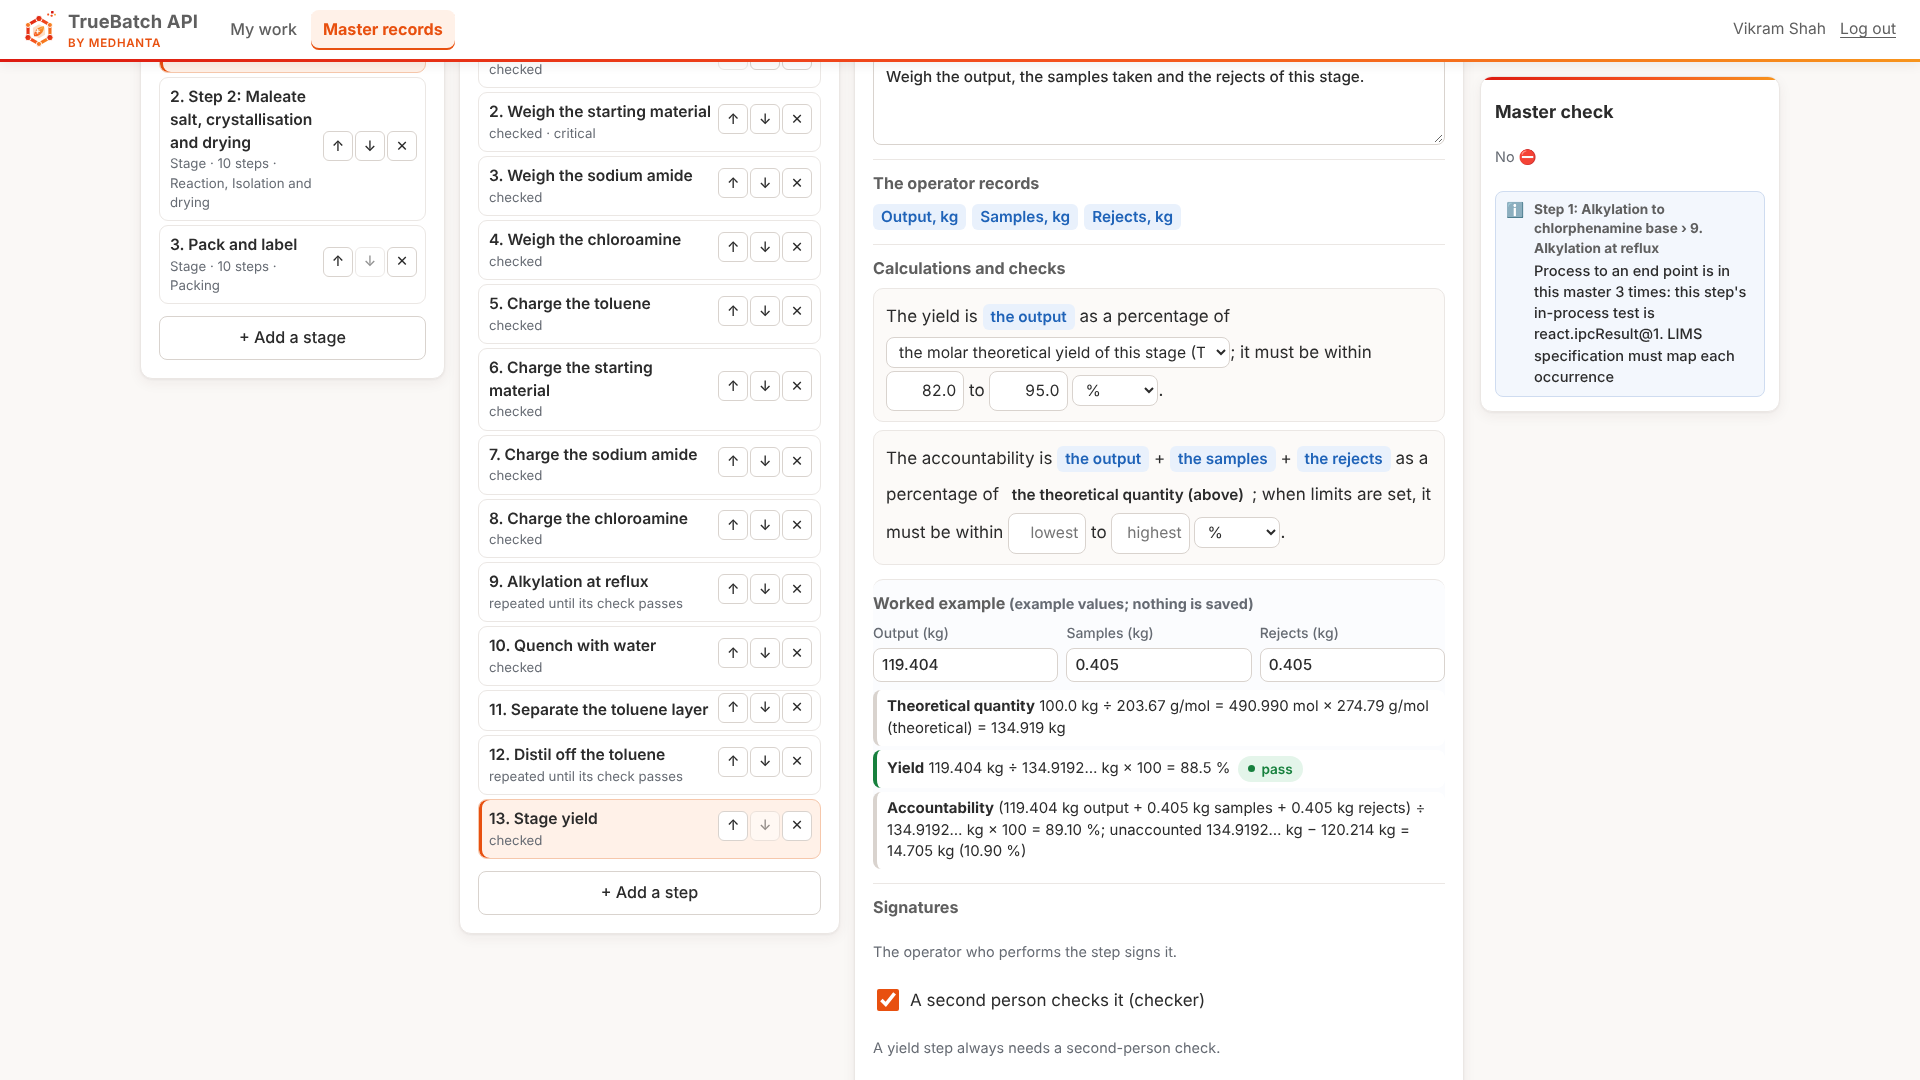 TrueBatch API
BY MEDHANTA
My work
Master records
Vikram Shah
Log out
2. Step 2: Maleate
salt, crystallisation
and drying
Stage · 10 steps ·
Reaction, Isolation and
drying
↑ ↓ ×
3. Pack and label
Stage · 10 steps ·
Packing
↑ ↓ ×
+ Add a stage
checked
2. Weigh the starting material
checked · critical
↑ ↓ ×
3. Weigh the sodium amide
checked
↑ ↓ ×
4. Weigh the chloroamine
checked
↑ ↓ ×
5. Charge the toluene
checked
↑ ↓ ×
6. Charge the starting
material
checked
↑ ↓ ×
7. Charge the sodium amide
checked
↑ ↓ ×
8. Charge the chloroamine
checked
↑ ↓ ×
9. Alkylation at reflux
repeated until its check passes
↑ ↓ ×
10. Quench with water
checked
↑ ↓ ×
11. Separate the toluene layer
↑ ↓ ×
12. Distil off the toluene
repeated until its check passes
↑ ↓ ×
13. Stage yield
checked
↑ ↓ ×
+ Add a step
Weigh the output, the samples taken and the rejects of this stage.
The operator records
Output, kg Samples, kg Rejects, kg
Calculations and checks
The yield is the output as a percentage of
the molar theoretical yield of this stage (T ; it must be within
82.0 to 95.0 % .
The accountability is the output + the samples + the rejects as a
percentage of the theoretical quantity (above) ; when limits are set, it
must be within lowest to highest % .
Worked example (example values; nothing is saved)
Output (kg) Samples (kg) Rejects (kg)
119.404 0.405 0.405
Theoretical quantity 100.0 kg ÷ 203.67 g/mol = 490.990 mol × 274.79 g/mol
(theoretical) = 134.919 kg
Yield 119.404 kg ÷ 134.9192... kg × 100 = 88.5 % pass
Accountability (119.404 kg output + 0.405 kg samples + 0.405 kg rejects) ÷
134.9192... kg × 100 = 89.10 %; unaccounted 134.9192... kg − 120.214 kg =
14.705 kg (10.90 %)
Signatures
The operator who performs the step signs it.
A second person checks it (checker)
A yield step always needs a second-person check.
Master check
No
Step 1: Alkylation to
chlorphenamine base › 9.
Alkylation at reflux
Process to an end point is in
this master 3 times: this step's
in-process test is
react.ipcResult@1. LIMS
specification must map each
occurrence